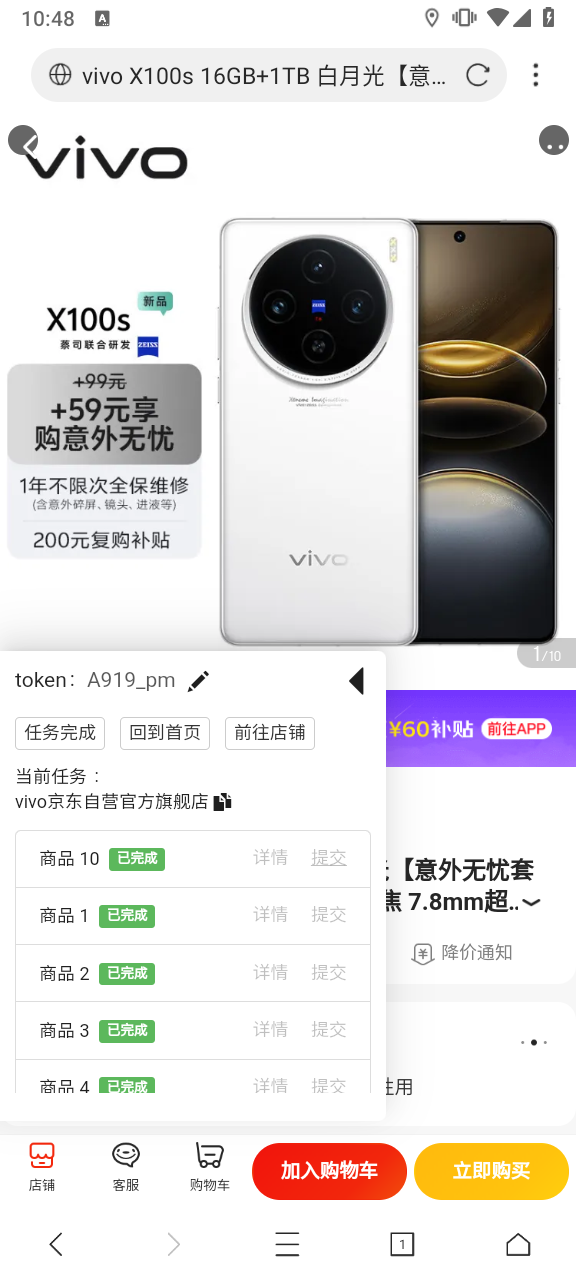 10:48
A
vivo X100s 16GB+1TB 白月光【意...
vivo
新品
X100s
蔡司联合研发 ZEISS
+99元
+59元享
购意外无忧
1年不限次全保维修
(含意外碎屏、镜头、进液等)
200元复购补贴
ZEISS
Xtreme Imagination
vivo
1/10
token： A919_pm
¥60补贴 前往APP
任务完成 回到首页 前往店铺
当前任务：
vivo京东自营官方旗舰店
商品 10 已完成 详情 提交
【意外无忧套
商品 1 已完成 详情 提交
焦 7.8mm超..
降价通知
商品 2 已完成 详情 提交
商品 3 已完成 详情 提交
商品 4 已完成 详情 提交
性用
店铺 客服 购物车 加入购物车 立即购买
1